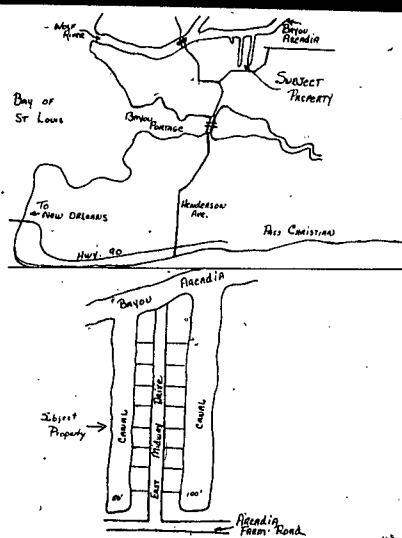 WOLF
RIVER
BAYOU
ARCADIA
SUBJECT
PROPERTY
BAY OF
ST LOUIS
BAYOU
PORTAGE
TO
NEW ORLEANS
HENDERSON
AVE.
PASS CHRISTIAN
HWY. 90
BAYOU ARCADIA
Subject
Property
CANAL
EAST Midway Drive
CANAL
100'
ARCADIA
FARM ROAD